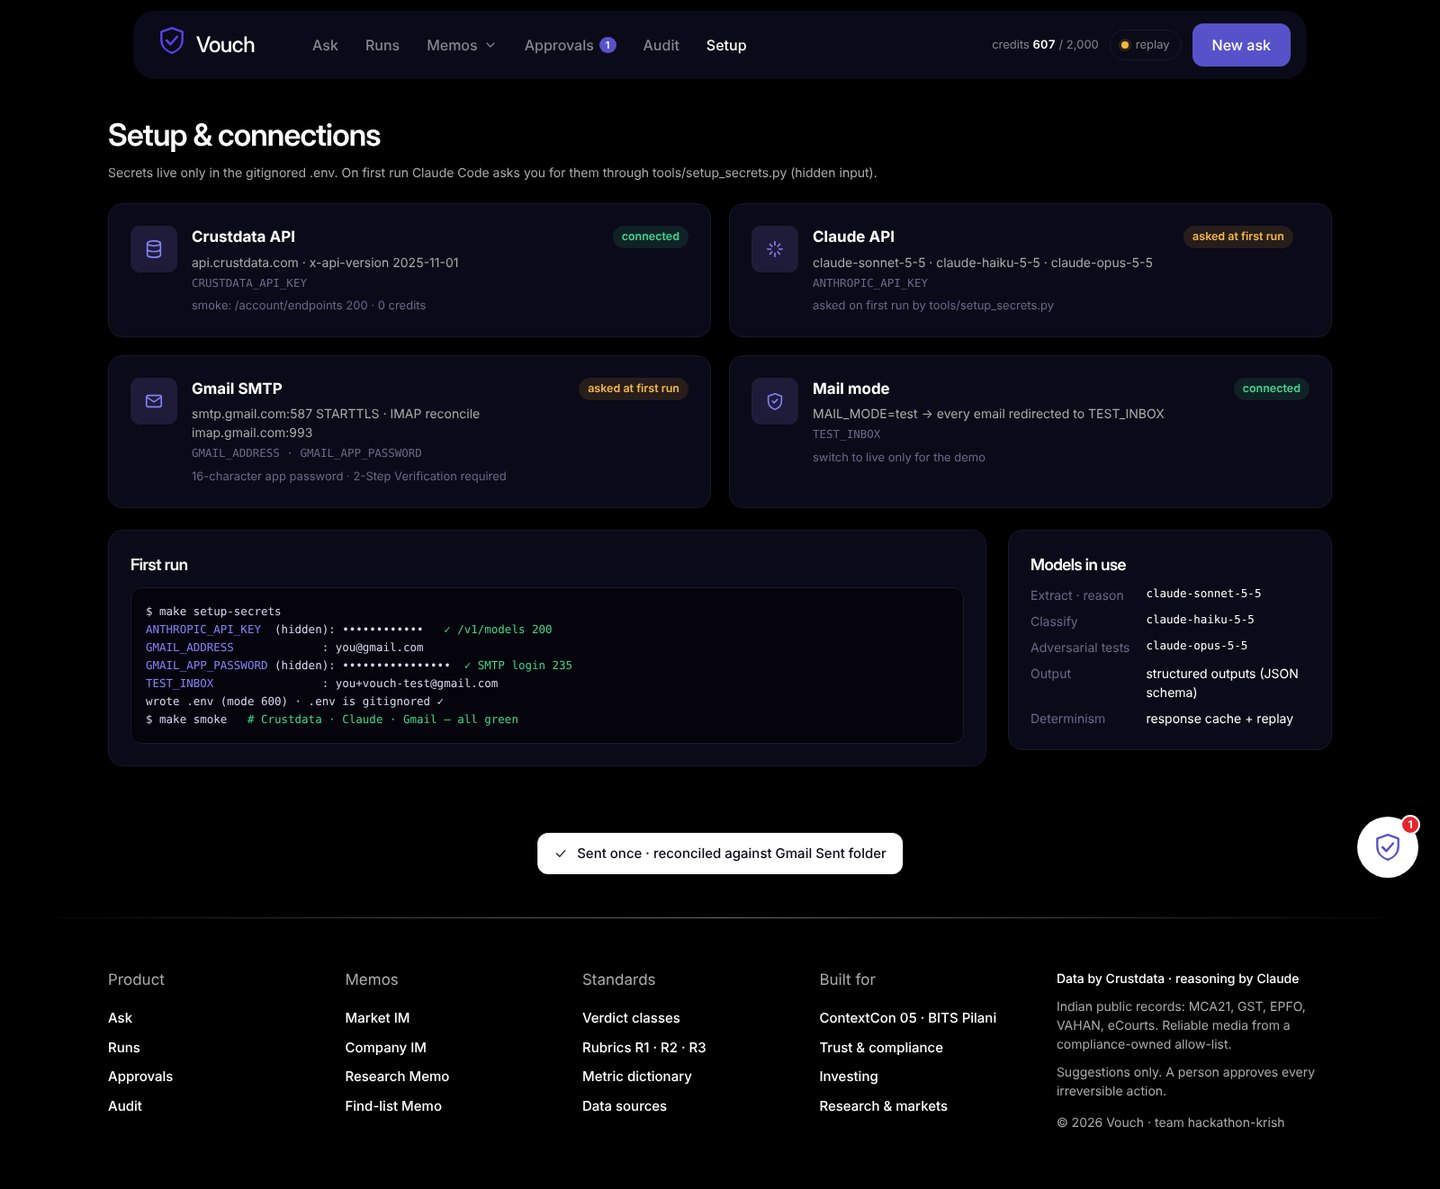 Vouch
Ask
Runs
Memos
Approvals 1
Audit
Setup
credits 607 / 2,000
replay
New ask
Setup & connections
Secrets live only in the gitignored .env. On first run Claude Code asks you for them through tools/setup_secrets.py (hidden input).
Crustdata API
connected
api.crustdata.com · x-api-version 2025-11-01
CRUSTDATA_API_KEY
smoke: /account/endpoints 200 · 0 credits
Claude API
asked at first run
claude-sonnet-5-5 · claude-haiku-5-5 · claude-opus-5-5
ANTHROPIC_API_KEY
asked on first run by tools/setup_secrets.py
Gmail SMTP
asked at first run
smtp.gmail.com:587 STARTTLS · IMAP reconcile
imap.gmail.com:993
GMAIL_ADDRESS · GMAIL_APP_PASSWORD
16-character app password · 2-Step Verification required
Mail mode
connected
MAIL_MODE=test → every email redirected to TEST_INBOX
TEST_INBOX
switch to live only for the demo
First run
$ make setup-secrets
ANTHROPIC_API_KEY (hidden): •••••••••••• ✓ /v1/models 200
GMAIL_ADDRESS : you@gmail.com
GMAIL_APP_PASSWORD (hidden): •••••••••••••••• ✓ SMTP login 235
TEST_INBOX : you+vouch-test@gmail.com
wrote .env (mode 600) · .env is gitignored ✓
$ make smoke # Crustdata · Claude · Gmail — all green
Models in use
Extract · reason claude-sonnet-5-5
Classify claude-haiku-5-5
Adversarial tests claude-opus-5-5
Output structured outputs (JSON
schema)
Determinism response cache + replay
✓ Sent once · reconciled against Gmail Sent folder
1
Product
Ask
Runs
Approvals
Audit
Memos
Market IM
Company IM
Research Memo
Find-list Memo
Standards
Verdict classes
Rubrics R1 · R2 · R3
Metric dictionary
Data sources
Built for
ContextCon 05 · BITS Pilani
Trust & compliance
Investing
Research & markets
Data by Crustdata · reasoning by Claude
Indian public records: MCA21, GST, EPFO,
VAHAN, eCourts. Reliable media from a
compliance-owned allow-list.
Suggestions only. A person approves every
irreversible action.
© 2026 Vouch · team hackathon-krish